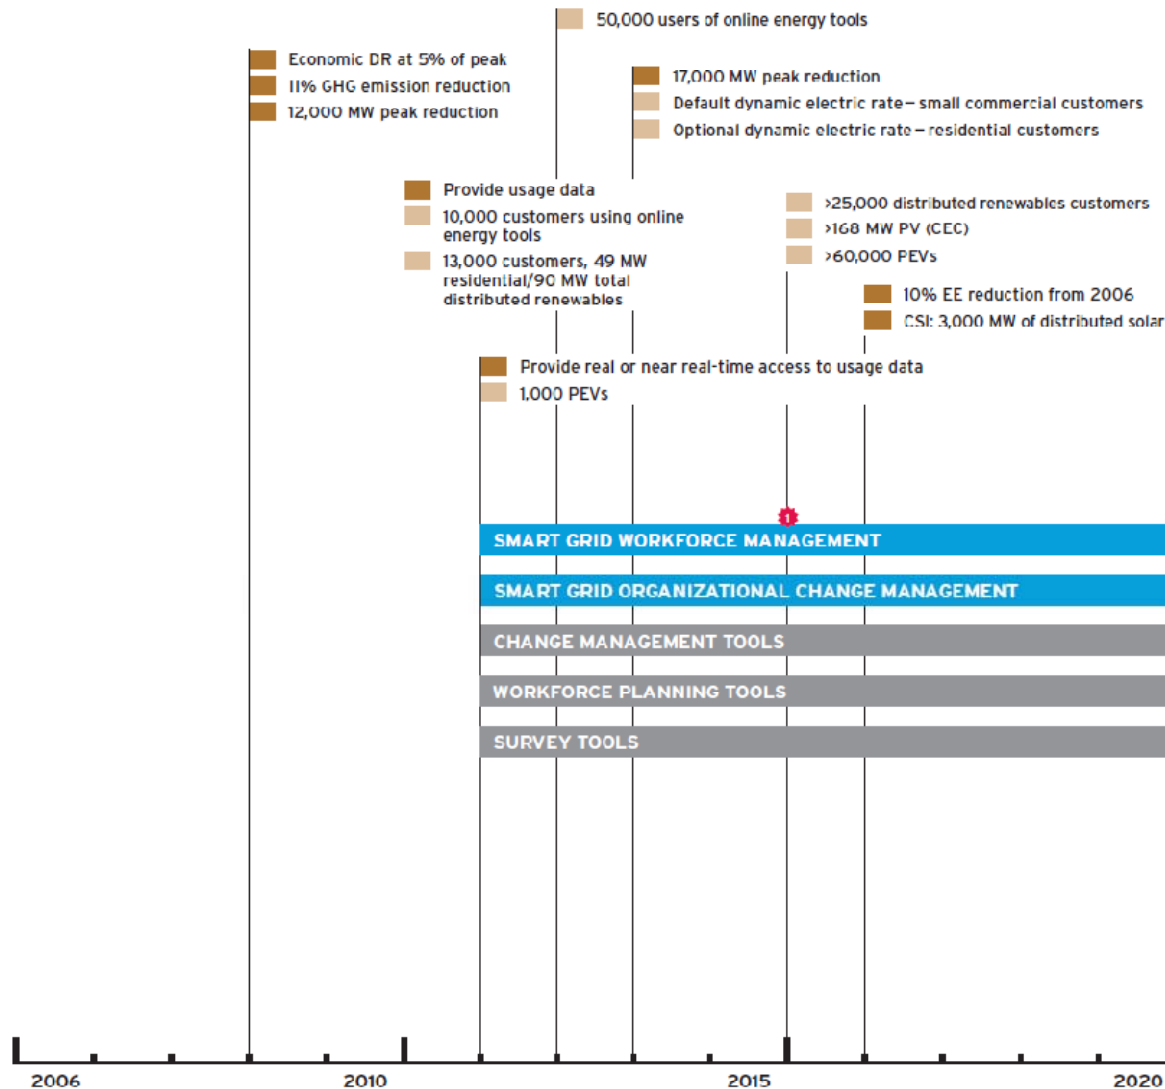 50,000 users of online energy tools
Economic DR at 5% of peak
11% GHG emission reduction
12,000 MW peak reduction
17,000 MW peak reduction
Default dynamic electric rate – small commercial customers
Optional dynamic electric rate – residential customers
Provide usage data
10,000 customers using online
energy tools
13,000 customers, 49 MW
residential/90 MW total
distributed renewables
>25,000 distributed renewables customers
>168 MW PV (CEC)
>60,000 PEVs
10% EE reduction from 2006
CSI: 3,000 MW of distributed solar
Provide real or near real-time access to usage data
1,000 PEVs
1
SMART GRID WORKFORCE MANAGEMENT
SMART GRID ORGANIZATIONAL CHANGE MANAGEMENT
CHANGE MANAGEMENT TOOLS
WORKFORCE PLANNING TOOLS
SURVEY TOOLS
2006 2010 2015 2020